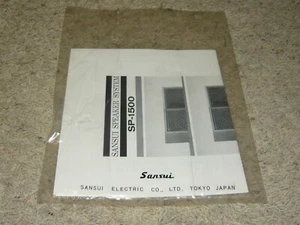 SANSUI SPEAKER SYSTEM
SP-1500
Sansui
SANSUI ELECTRIC CO., LTD. TOKYO JAPAN